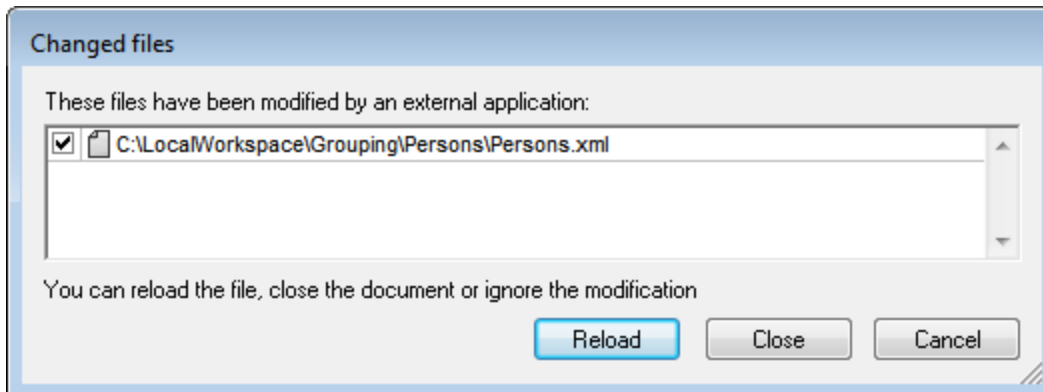 Changed files
These files have been modified by an external application:
C:\LocalWorkspace\Grouping\Persons\Persons.xml
You can reload the file, close the document or ignore the modification
Reload Close Cancel